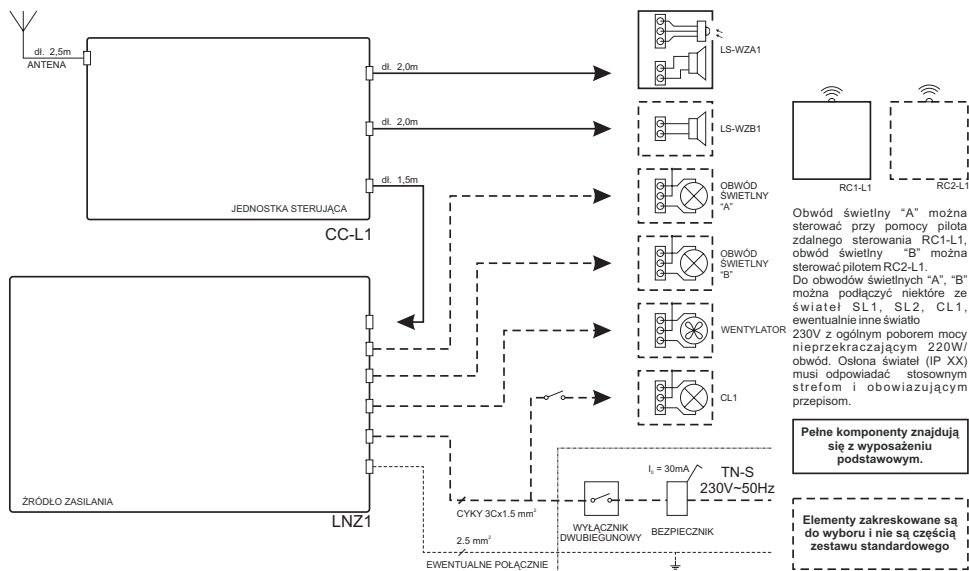 dł. 2,5m
ANTENA
dł. 2,0m
dł. 2,0m
dł. 1,5m
JEDNOSTKA STERUJĄCA
CC-L1
ŹRÓDŁO ZASILANIA
LNZ1
LS-WZA1
LS-WZB1
OBWÓD
ŚWIETLNY
"A"
OBWÓD
ŚWIETLNY
"B"
WENTYLATOR
CL1
CYKY 3Cx1.5 mm²
2.5 mm²
EWENTUALNE POŁĄCZNIE
WYŁĄCZNIK
DWUBIEGUNOWY
= 30mA
BEZPIECZNIK
TN-S
230V~50Hz
RC1-L1
RC2-L1
Obwód świetlny "A" można
sterować przy pomocy pilota
zdalnego sterowania RC1-L1,
obwód świetlny "B" można
sterować pilotem RC2-L1.
Do obwodów świetlnych "A", "B"
można podłączyć niektóre ze
świateł SL1, SL2, CL1,
ewentualnie inne światło
230V z ogólnym poborem mocy
nieprzekraczającym 220W/
obwód. Osłona świateł (IP XX)
musi odpowiadać stosownym
strefom i obowiazującym
przepisom.
Pełne komponenty znajdują
się z wyposażeniu
podstawowym.
Elementy zakreskowane są
do wyboru i nie są częścią
zestawu standardowego